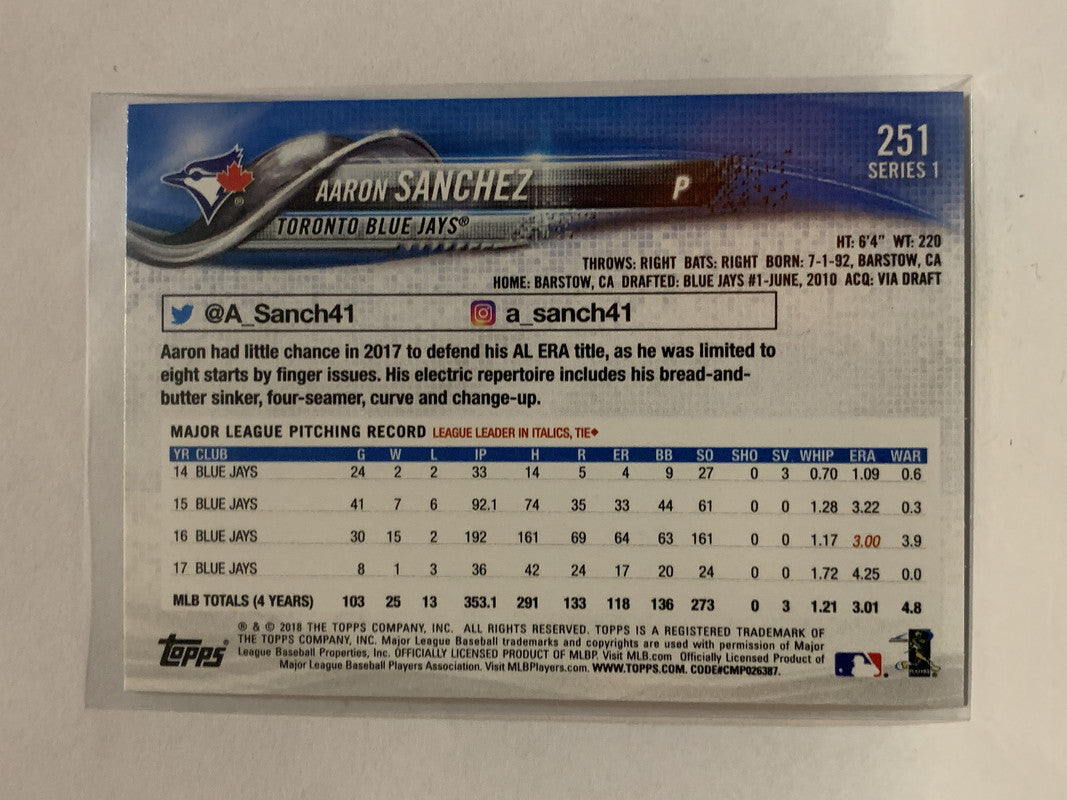 251
SERIES 1
AARON SANCHEZ P
TORONTO BLUE JAYS®
HT: 6'4" WT: 220
THROWS: RIGHT BATS: RIGHT BORN: 7-1-92, BARSTOW, CA
HOME: BARSTOW, CA DRAFTED: BLUE JAYS #1-JUNE, 2010 ACQ: VIA DRAFT
@A_Sanch41 a_sanch41
Aaron had little chance in 2017 to defend his AL ERA title, as he was limited to
eight starts by finger issues. His electric repertoire includes his bread-and-
butter sinker, four-seamer, curve and change-up.
MAJOR LEAGUE PITCHING RECORD LEAGUE LEADER IN ITALICS, TIE◆
YR CLUB G W L IP H R ER BB SO SHO SV WHIP ERA WAR
14 BLUE JAYS 24 2 2 33 14 5 4 9 27 0 3 0.70 1.09 0.6
15 BLUE JAYS 41 7 6 92.1 74 35 33 44 61 0 0 1.28 3.22 0.3
16 BLUE JAYS 30 15 2 192 161 69 64 63 161 0 0 1.17 3.00 3.9
17 BLUE JAYS 8 1 3 36 42 24 17 20 24 0 0 1.72 4.25 0.0
MLB TOTALS (4 YEARS) 103 25 13 353.1 291 133 118 136 273 0 3 1.21 3.01 4.8
® & © 2018 THE TOPPS COMPANY, INC. ALL RIGHTS RESERVED. TOPPS IS A REGISTERED TRADEMARK OF
THE TOPPS COMPANY, INC. Major League Baseball trademarks and copyrights are used with permission of Major
League Baseball Properties, Inc. OFFICIALLY LICENSED PRODUCT OF MLBP. Visit MLB.com Officially Licensed Product of
Major League Baseball Players Association. Visit MLBPlayers.com. WWW.TOPPS.COM. CODE#CMP026387.
topps
PLAYERS